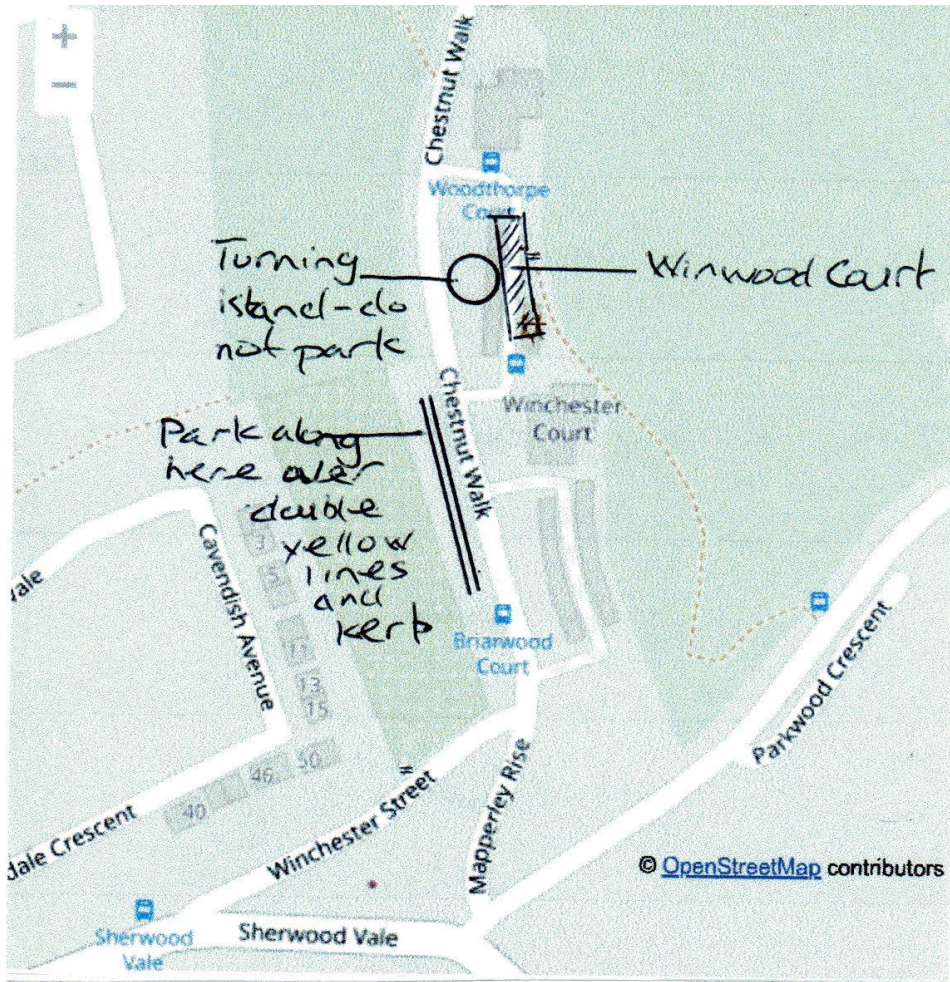 +
−
Chestnut Walk
Woodthorpe
Court
Turning
island-do
not park
Winwood Court
Chestnut Walk
Winchester
Court
Park along
here over
double
yellow
lines
and
kerb
vale
Cavendish Avenue
3
11
13
15
Briarwood
Court
Parkwood Crescent
50
46
40
dale Crescent
Winchester Street
Mapperley Rise
© OpenStreetMap contributors
Sherwood
Vale
Sherwood Vale